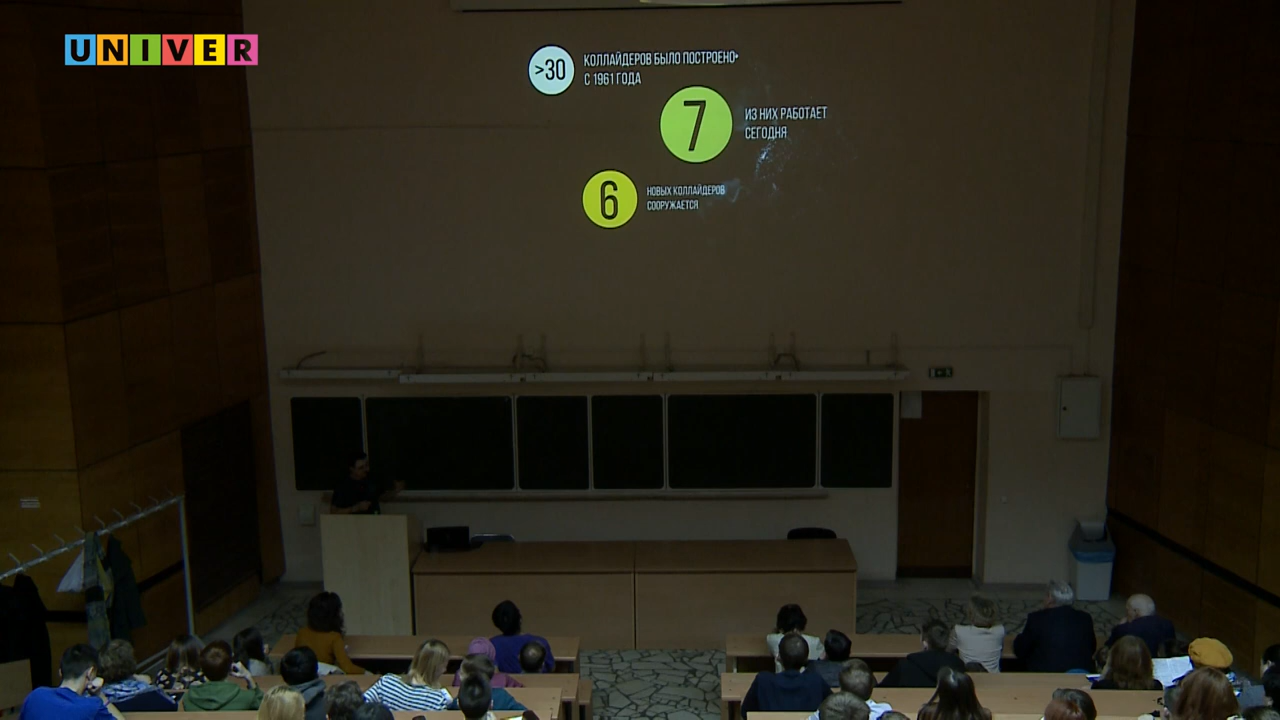 UNIVER
>30
КОЛЛАЙДЕРОВ БЫЛО ПОСТРОЕНО*
С 1961 ГОДА
7
ИЗ НИХ РАБОТАЕТ
СЕГОДНЯ
6
НОВЫХ КОЛЛАЙДЕРОВ
СООРУЖАЕТСЯ